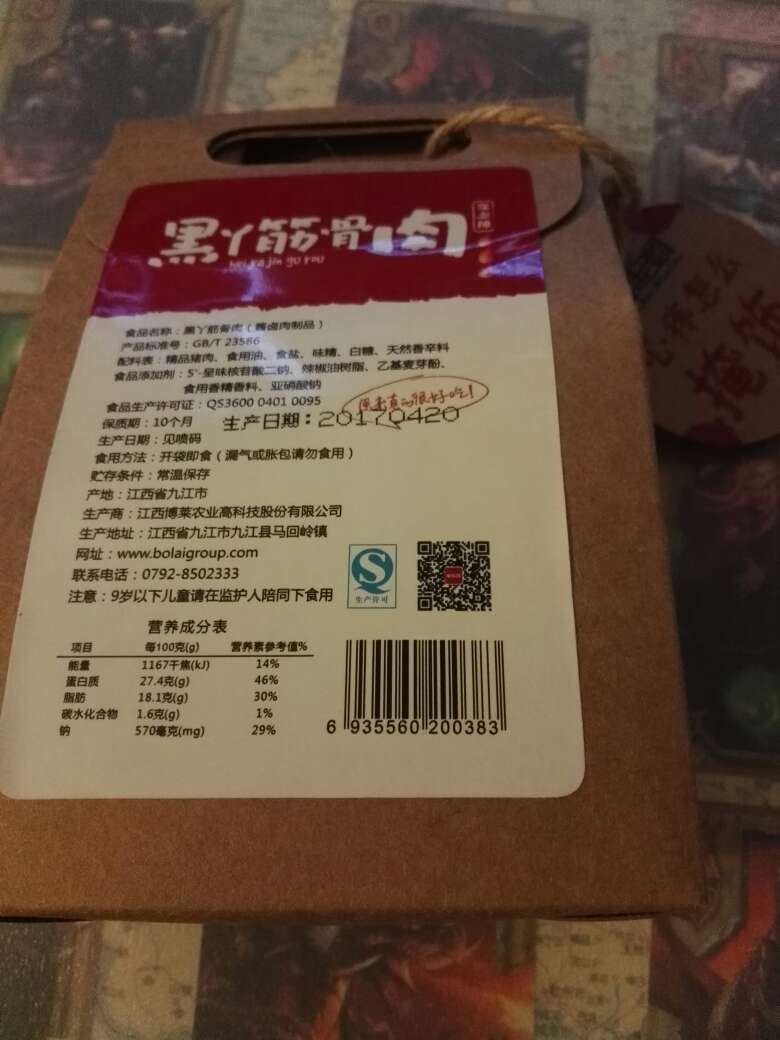 黑丫筋骨肉
hei ya jin gu rou
食品名称：黑丫筋骨肉（酱卤肉制品）
产品标准号：GB/T 23586
配料表：精品猪肉、食用油、食盐、味精、白糖、天然香辛料
食品添加剂：5'-呈味核苷酸二钠、辣椒油树脂、乙基麦芽酚、
食用香精香料、亚硝酸钠
食品生产许可证：QS3600 0401 0095
保质期：10个月
生产日期：20170420
生产日期：见喷码
食用方法：开袋即食（漏气或胀包请勿食用）
贮存条件：常温保存
产地：江西省九江市
生产商：江西博莱农业高科技股份有限公司
生产地址：江西省九江市九江县马回岭镇
网址：www.bolaigroup.com
联系电话：0792-8502333
注意：9岁以下儿童请在监护人陪同下食用
生产许可
营养成分表
项目 每100克(g) 营养素参考值%
能量 1167千焦(kJ) 14%
蛋白质 27.4克(g) 46%
脂肪 18.1克(g) 30%
碳水化合物 1.6克(g) 1%
钠 570毫克(mg) 29%
6 935560 200383